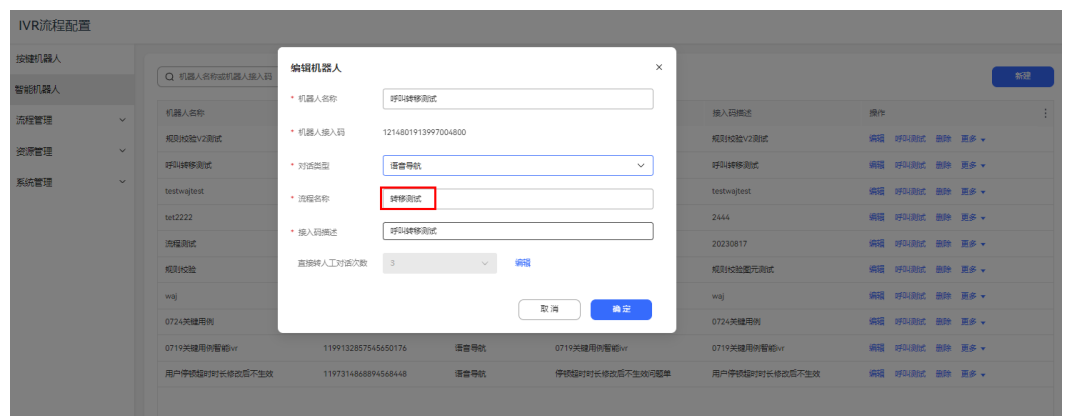 IVR流程配置
按键机器人
智能机器人
流程管理
资源管理
系统管理
机器人名称或机器人接入码
新建
机器人名称 接入码描述 操作
规则校验V2测试 规则校验V2测试 编辑 呼叫测试 删除 更多
呼叫转移测试 呼叫转移测试 编辑 呼叫测试 删除 更多
testwajtest testwajtest 编辑 呼叫测试 删除 更多
tet2222 2444 编辑 呼叫测试 删除 更多
流程测试 20230817 编辑 呼叫测试 删除 更多
规则校验 规则校验图元测试 编辑 呼叫测试 删除 更多
waj waj 编辑 呼叫测试 删除 更多
0724关键用例 0724关键用例 编辑 呼叫测试 删除 更多
0719关键用例智能ivr 1199132857545650176 语音导航 0719关键用例智能ivr 0719关键用例智能ivr 编辑 呼叫测试 删除 更多
用户停顿超时时长修改后不生效 1197314868894568448 语音导航 停顿超时时长修改后不生效问题单 用户停顿超时时长修改后不生效 编辑 呼叫测试 删除 更多
编辑机器人
* 机器人名称 呼叫转移测试
* 机器人接入码 1214801913997004800
* 对话类型 语音导航
* 流程名称 转移测试
* 接入码描述 呼叫转移测试
直接转人工对话次数 3 编辑
取消 确定